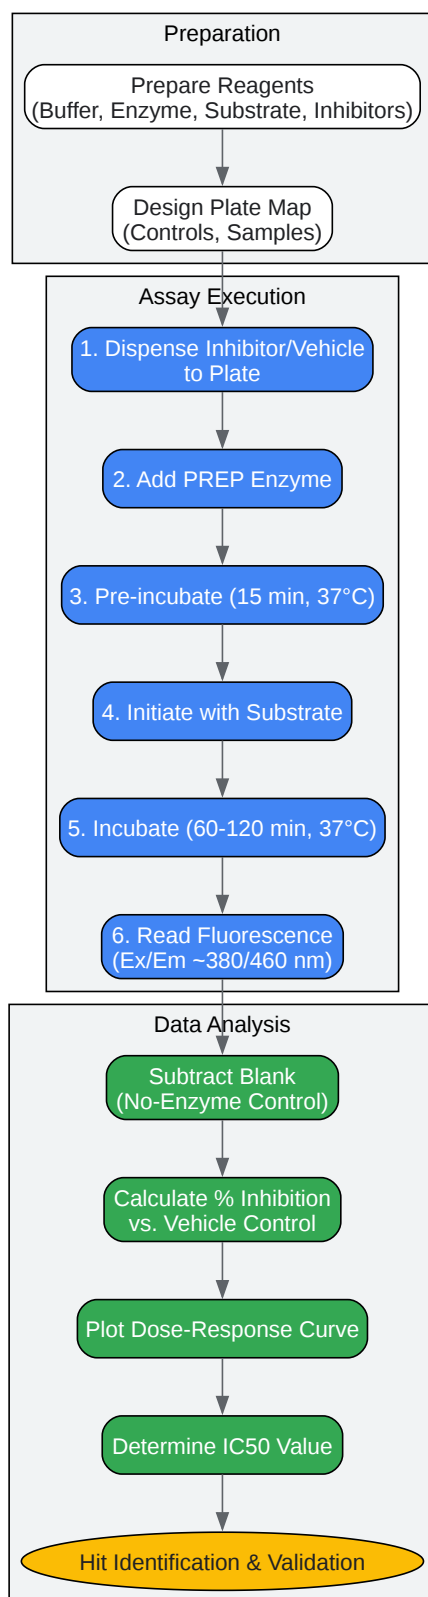 Preparation
Prepare Reagents
(Buffer, Enzyme, Substrate, Inhibitors)
Design Plate Map
(Controls, Samples)
Assay Execution
1. Dispense Inhibitor/Vehicle
to Plate
2. Add PREP Enzyme
3. Pre-incubate (15 min, 37°C)
4. Initiate with Substrate
5. Incubate (60-120 min, 37°C)
6. Read Fluorescence
(Ex/Em ~380/460 nm)
Data Analysis
Subtract Blank
(No-Enzyme Control)
Calculate % Inhibition
vs. Vehicle Control
Plot Dose-Response Curve
Determine IC50 Value
Hit Identification & Validation